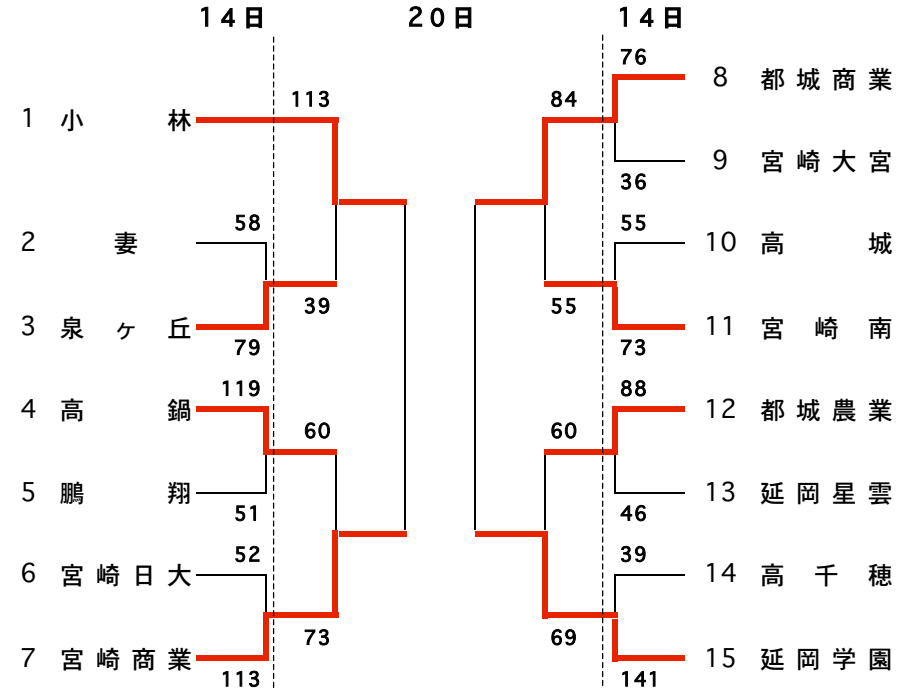 14日 20日 14日
76
8 都城商業
113 84
1 小林
9 宮崎大宮
36
58 55
2 妻 10 高城
39 55
3 泉ヶ丘 11 宮崎南
79 73
119 88
4 高鍋 12 都城農業
60 60
5 鵬翔 13 延岡星雲
51 46
52 39
6 宮崎日大 14 高千穂
73 69
7 宮崎商業 15 延岡学園
113 141